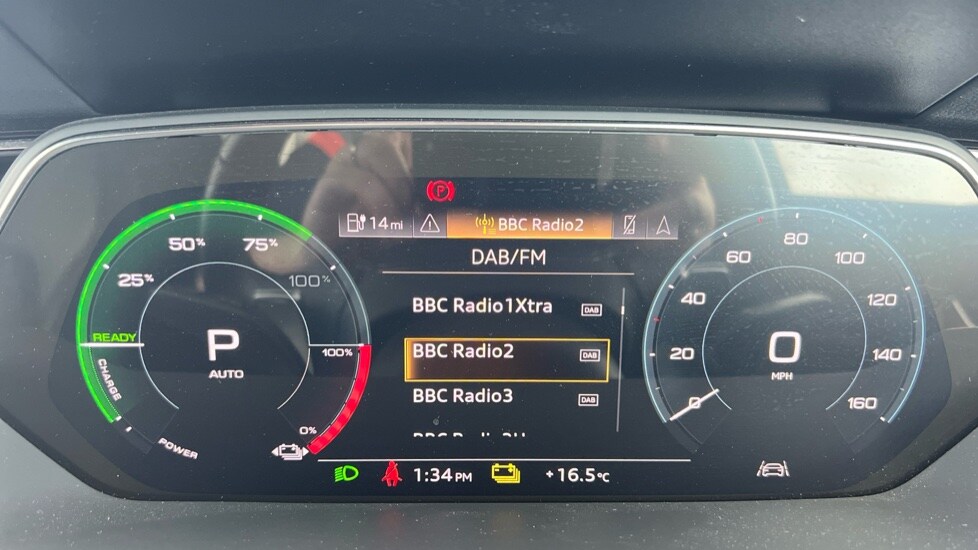 P
14 mi
BBC Radio2
DAB/FM
BBC Radio1Xtra DAB
BBC Radio2 DAB
BBC Radio3 DAB
25% 50% 75% 100%
READY
CHARGE
POWER
P
AUTO
100%
0%
0 20 40 60 80 100 120 140 160
0
MPH
1:34 PM
+16.5°C